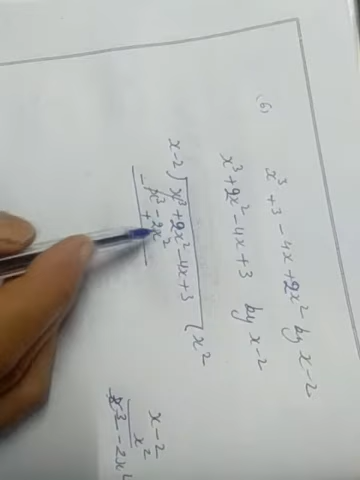 (6)
x³ + 3 - 4x + 2x² by x - 2
x³ + 2x² - 4x + 3 by x - 2
x - 2 ) x³ + 2x² - 4x + 3 ( x²
- x³ - 2x²
+
x - 2
x²
x³ - 2x²